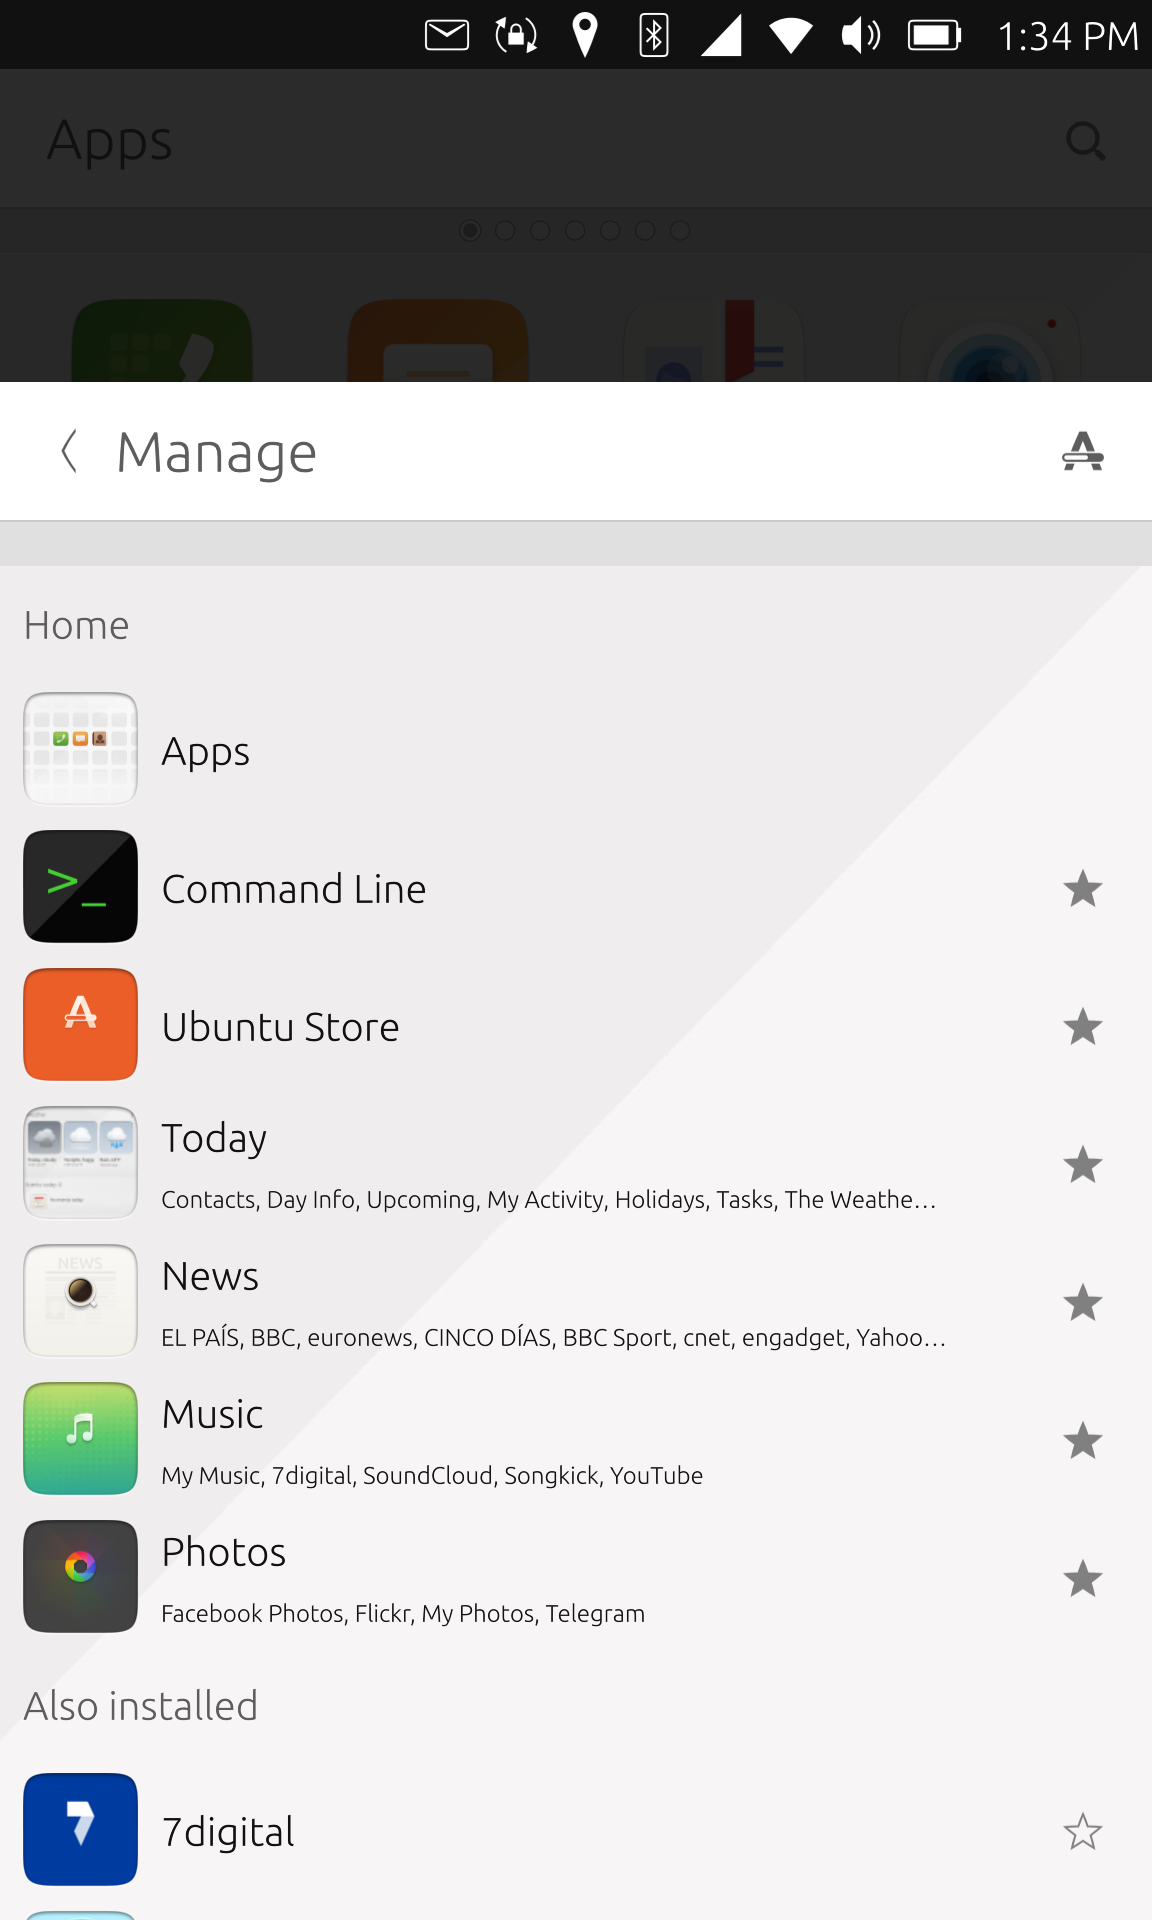 1:34 PM
Apps
Manage
Home
Apps
>_
Command Line
Ubuntu Store
Today
Contacts, Day Info, Upcoming, My Activity, Holidays, Tasks, The Weathe…
NEWS
News
EL PAÍS, BBC, euronews, CINCO DÍAS, BBC Sport, cnet, engadget, Yahoo…
Music
My Music, 7digital, SoundCloud, Songkick, YouTube
Photos
Facebook Photos, Flickr, My Photos, Telegram
Also installed
7digital